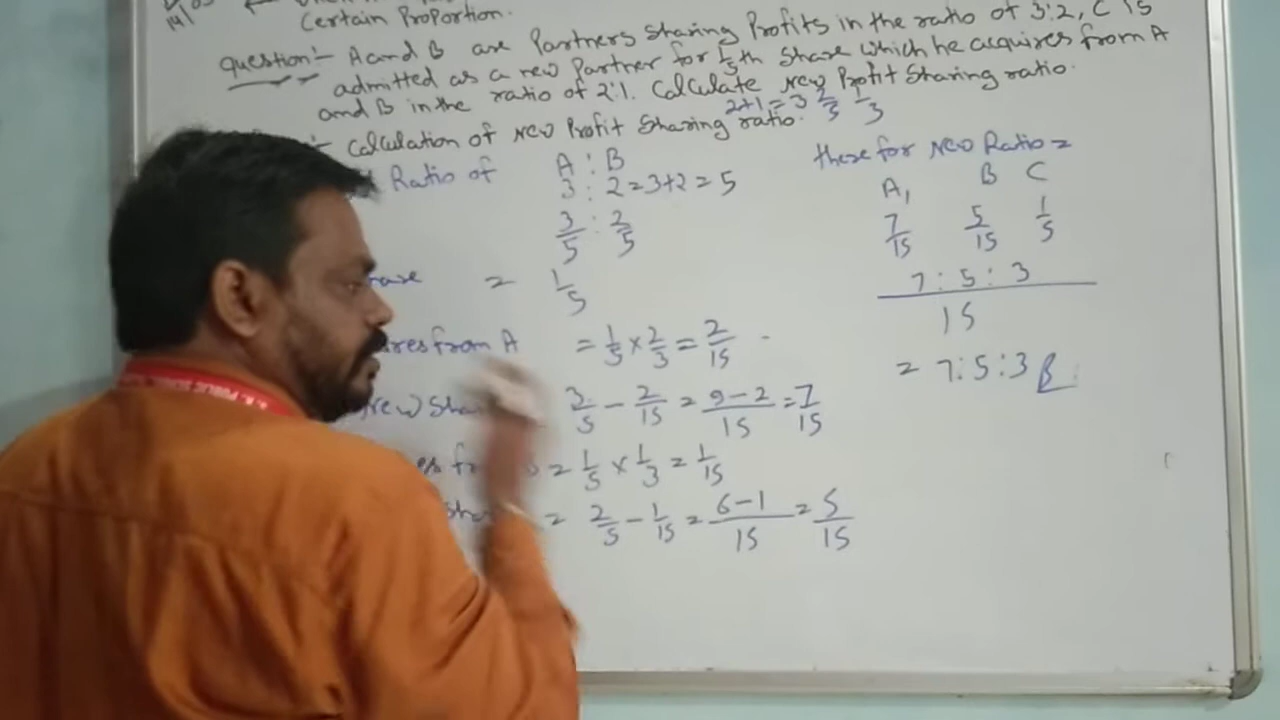 Certain Proportion.
Question:- A and B are Partners Sharing Profits in the ratio of 3:2, C is
admitted as a new Partner for 1/5th Share which he acquires from A
and B in the ratio of 2:1. Calculate New Profit Sharing ratio.
2+1=3 2/3 1/3
:- Calculation of New Profit Sharing ratio.
Ratio of A : B
3 : 2 = 3+2 = 5
3/5 : 2/5
= 1/5
from A = 1/5 × 2/3 = 2/15
3/5 - 2/15 = 9-2/15 = 7/15
= 1/5 × 1/3 = 1/15
= 2/5 - 1/15 = 6-1/15 = 5/15
there for New Ratio =
A, B C
7/15 5/15 1/5
7 : 5 : 3
15
= 7:5:3